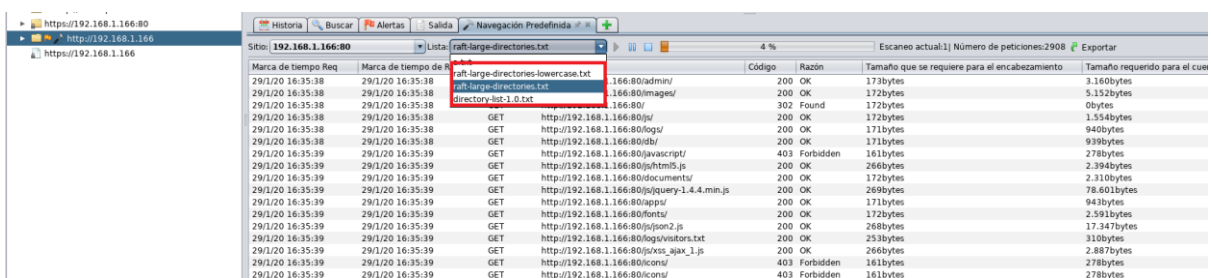 https://192.168.1.166:80
http://192.168.1.166
https://192.168.1.166
Historia Buscar Alertas Salida Navegación Predefinida
Sitio: 192.168.1.166:80 Lista: raft-large-directories.txt 4 % Escaneo actual:1| Número de peticiones:2908 Exportar
raft-large-directories-lowercase.txt
raft-large-directories.txt
directory-list-1.0.txt
Marca de tiempo Req Marca de tiempo de R Código Razón Tamaño que se requiere para el encabezamiento Tamaño requerido para el cuer
29/1/20 16:35:38 29/1/20 16:35:38 1.166:80/admin/ 200 OK 173bytes 3.160bytes
29/1/20 16:35:38 29/1/20 16:35:38 1.166:80/images/ 200 OK 172bytes 5.152bytes
29/1/20 16:35:38 29/1/20 16:35:38 GET http://192.168.1.166:80/ 302 Found 172bytes 0bytes
29/1/20 16:35:38 29/1/20 16:35:38 GET http://192.168.1.166:80/js/ 200 OK 172bytes 1.554bytes
29/1/20 16:35:38 29/1/20 16:35:38 GET http://192.168.1.166:80/logs/ 200 OK 171bytes 940bytes
29/1/20 16:35:38 29/1/20 16:35:38 GET http://192.168.1.166:80/db/ 200 OK 171bytes 939bytes
29/1/20 16:35:39 29/1/20 16:35:39 GET http://192.168.1.166:80/javascript/ 403 Forbidden 161bytes 278bytes
29/1/20 16:35:39 29/1/20 16:35:39 GET http://192.168.1.166:80/js/html5.js 200 OK 266bytes 2.394bytes
29/1/20 16:35:39 29/1/20 16:35:39 GET http://192.168.1.166:80/documents/ 200 OK 172bytes 2.310bytes
29/1/20 16:35:39 29/1/20 16:35:39 GET http://192.168.1.166:80/js/jquery-1.4.4.min.js 200 OK 269bytes 78.601bytes
29/1/20 16:35:39 29/1/20 16:35:39 GET http://192.168.1.166:80/apps/ 200 OK 171bytes 943bytes
29/1/20 16:35:39 29/1/20 16:35:39 GET http://192.168.1.166:80/fonts/ 200 OK 172bytes 2.591bytes
29/1/20 16:35:39 29/1/20 16:35:39 GET http://192.168.1.166:80/js/json2.js 200 OK 268bytes 17.347bytes
29/1/20 16:35:39 29/1/20 16:35:39 GET http://192.168.1.166:80/logs/visitors.txt 200 OK 253bytes 310bytes
29/1/20 16:35:39 29/1/20 16:35:39 GET http://192.168.1.166:80/js/xss_ajax_1.js 200 OK 266bytes 2.887bytes
29/1/20 16:35:39 29/1/20 16:35:39 GET http://192.168.1.166:80/icons/ 403 Forbidden 161bytes 278bytes
29/1/20 16:35:39 29/1/20 16:35:39 GET http://192.168.1.166:80/icons/ 403 Forbidden 161bytes 278bytes